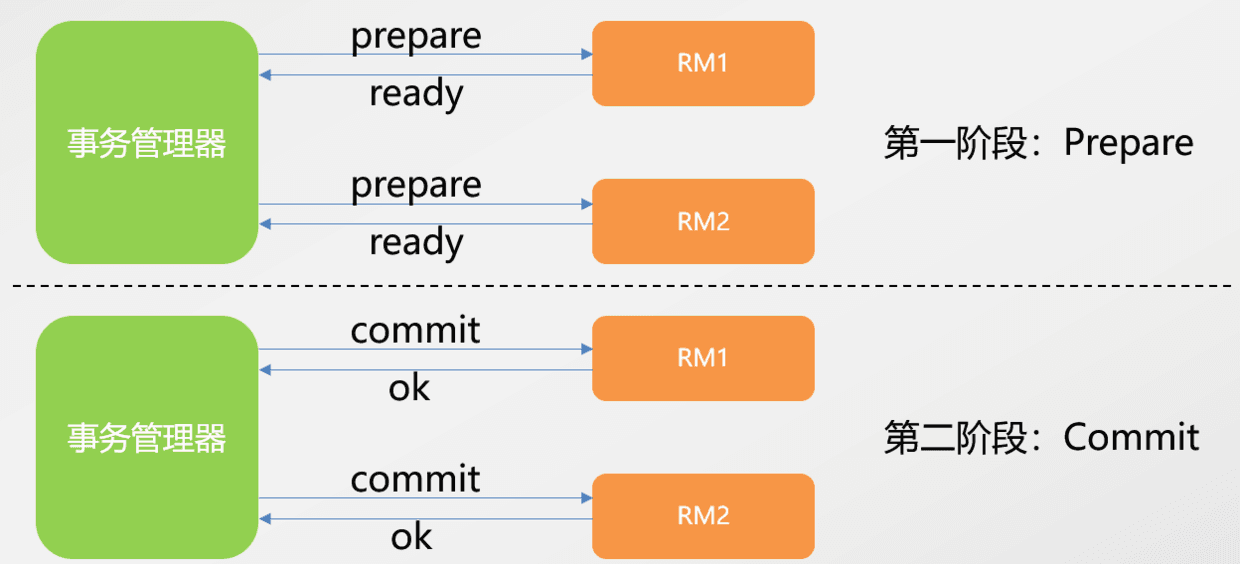 prepare
RM1
ready
事务管理器
第一阶段：Prepare
prepare
RM2
ready
commit
RM1
ok
事务管理器
第二阶段：Commit
commit
RM2
ok